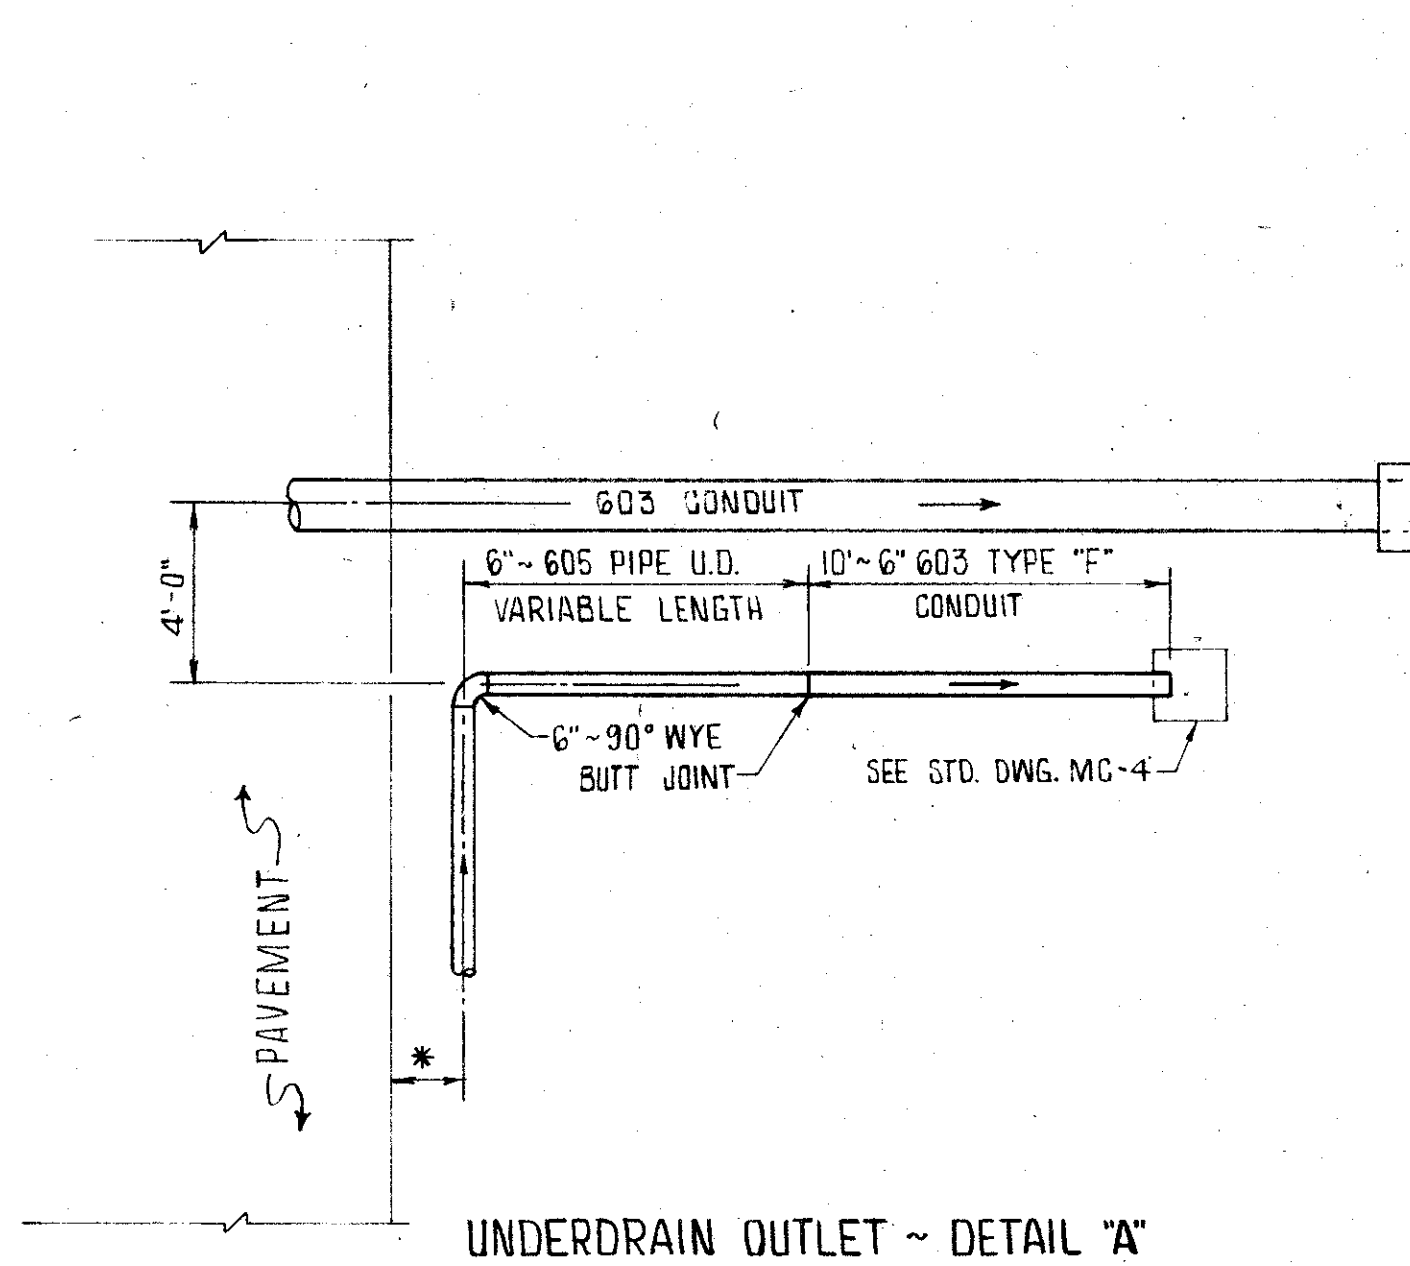 603 CONDUIT
4'-0"
6"~605 PIPE U.D.
VARIABLE LENGTH
10'~6" 603 TYPE "F"
CONDUIT
6"~90° WYE
BUTT JOINT
SEE STD. DWG. MC-4
PAVEMENT
*
UNDERDRAIN OUTLET ~ DETAIL "A"